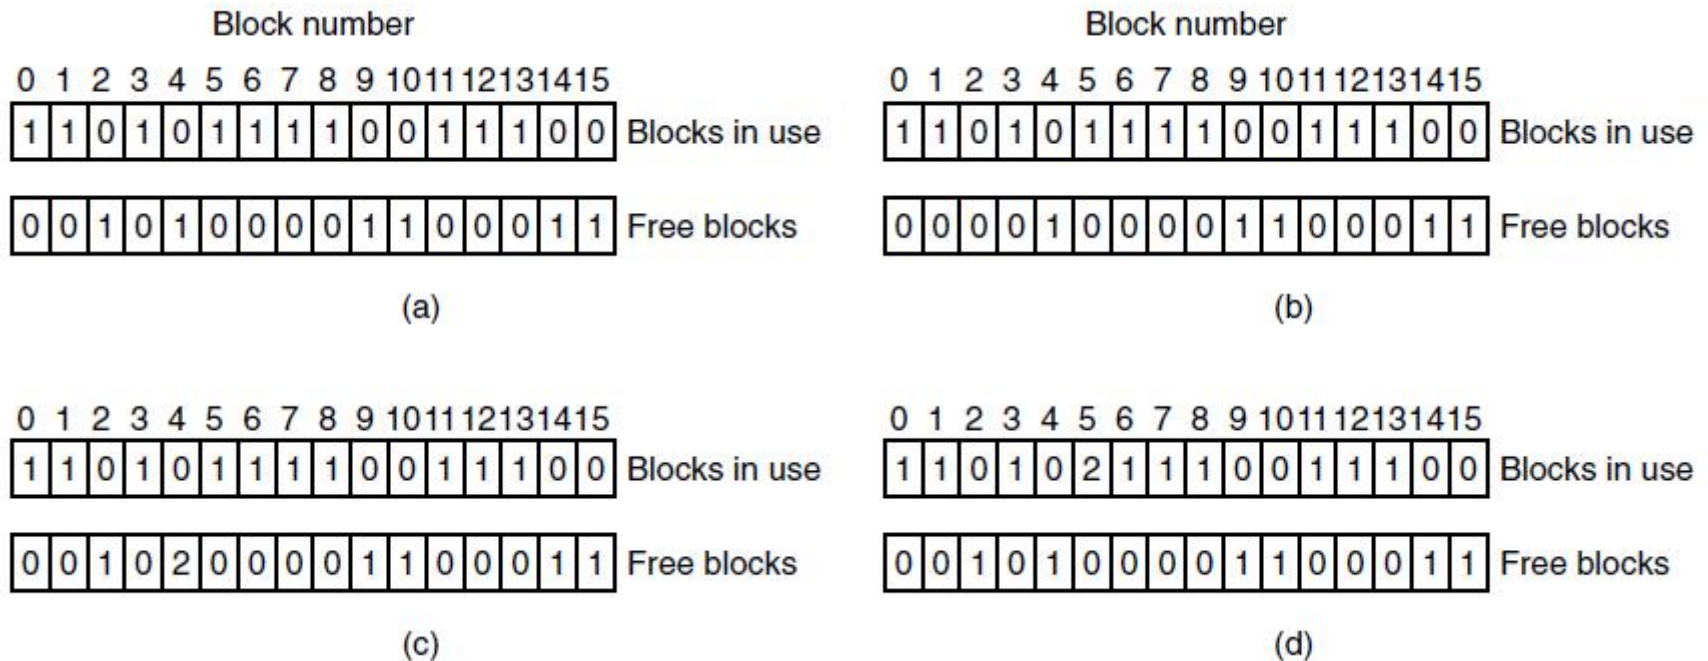 Block number
0 1 2 3 4 5 6 7 8 9 10 11 12 13 14 15
1 1 0 1 0 1 1 1 1 0 0 1 1 1 0 0 Blocks in use
0 0 1 0 1 0 0 0 0 1 1 0 0 0 1 1 Free blocks
(a)
Block number
0 1 2 3 4 5 6 7 8 9 10 11 12 13 14 15
1 1 0 1 0 1 1 1 1 0 0 1 1 1 0 0 Blocks in use
0 0 0 0 1 0 0 0 0 1 1 0 0 0 1 1 Free blocks
(b)
0 1 2 3 4 5 6 7 8 9 10 11 12 13 14 15
1 1 0 1 0 1 1 1 1 0 0 1 1 1 0 0 Blocks in use
0 0 1 0 2 0 0 0 0 1 1 0 0 0 1 1 Free blocks
(c)
0 1 2 3 4 5 6 7 8 9 10 11 12 13 14 15
1 1 0 1 0 2 1 1 1 0 0 1 1 1 0 0 Blocks in use
0 0 1 0 1 0 0 0 0 1 1 0 0 0 1 1 Free blocks
(d)